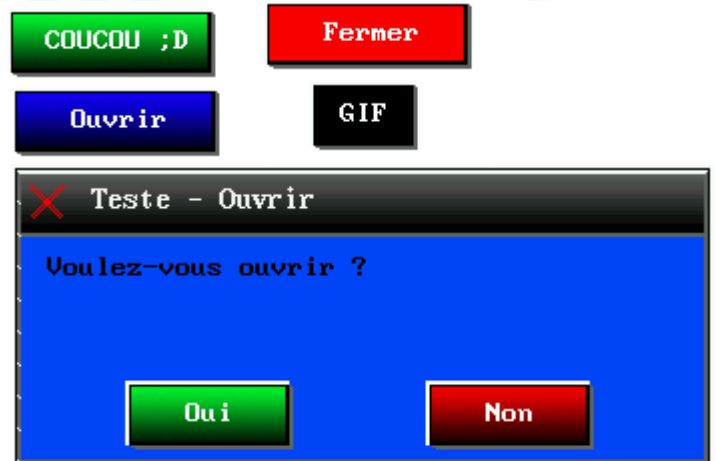 COUCOU ;D
Fermer
Ouvrir
GIF
Teste - Ouvrir
Voulez-vous ouvrir ?
Oui
Non